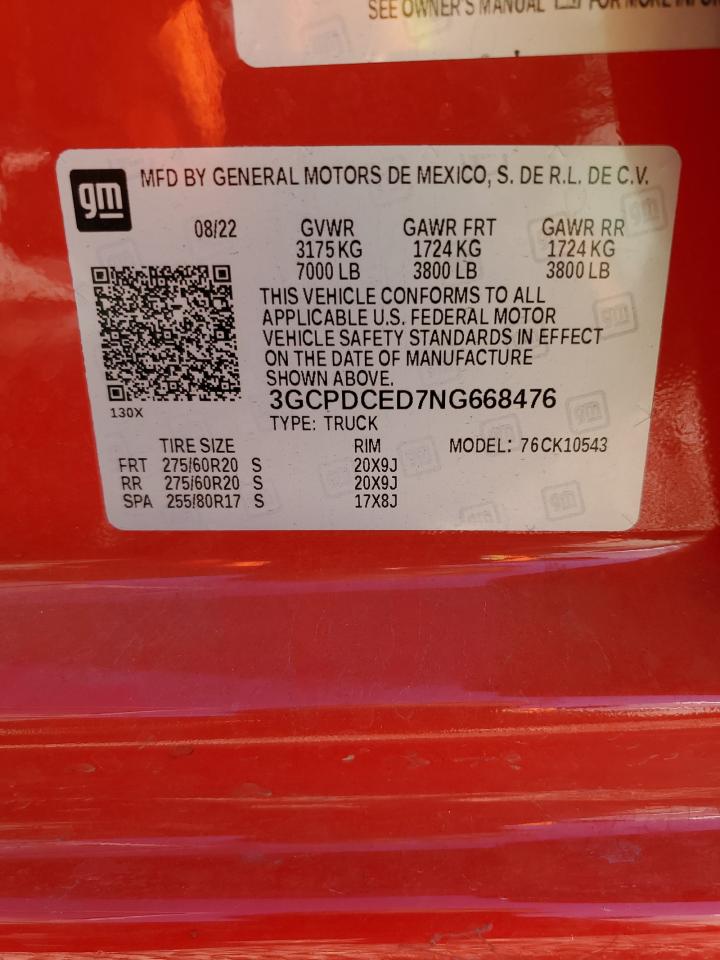 SEE OWNER'S MANUAL FOR MORE
gm
MFD BY GENERAL MOTORS DE MEXICO, S. DE R.L. DE C.V.
08/22 GVWR GAWR FRT GAWR RR
3175 KG 1724 KG 1724 KG
7000 LB 3800 LB 3800 LB
THIS VEHICLE CONFORMS TO ALL
APPLICABLE U.S. FEDERAL MOTOR
VEHICLE SAFETY STANDARDS IN EFFECT
ON THE DATE OF MANUFACTURE
SHOWN ABOVE.
3GCPDCED7NG668476
130X
TYPE: TRUCK
TIRE SIZE RIM MODEL: 76CK10543
FRT 275/60R20 S 20X9J
RR 275/60R20 S 20X9J
SPA 255/80R17 S 17X8J